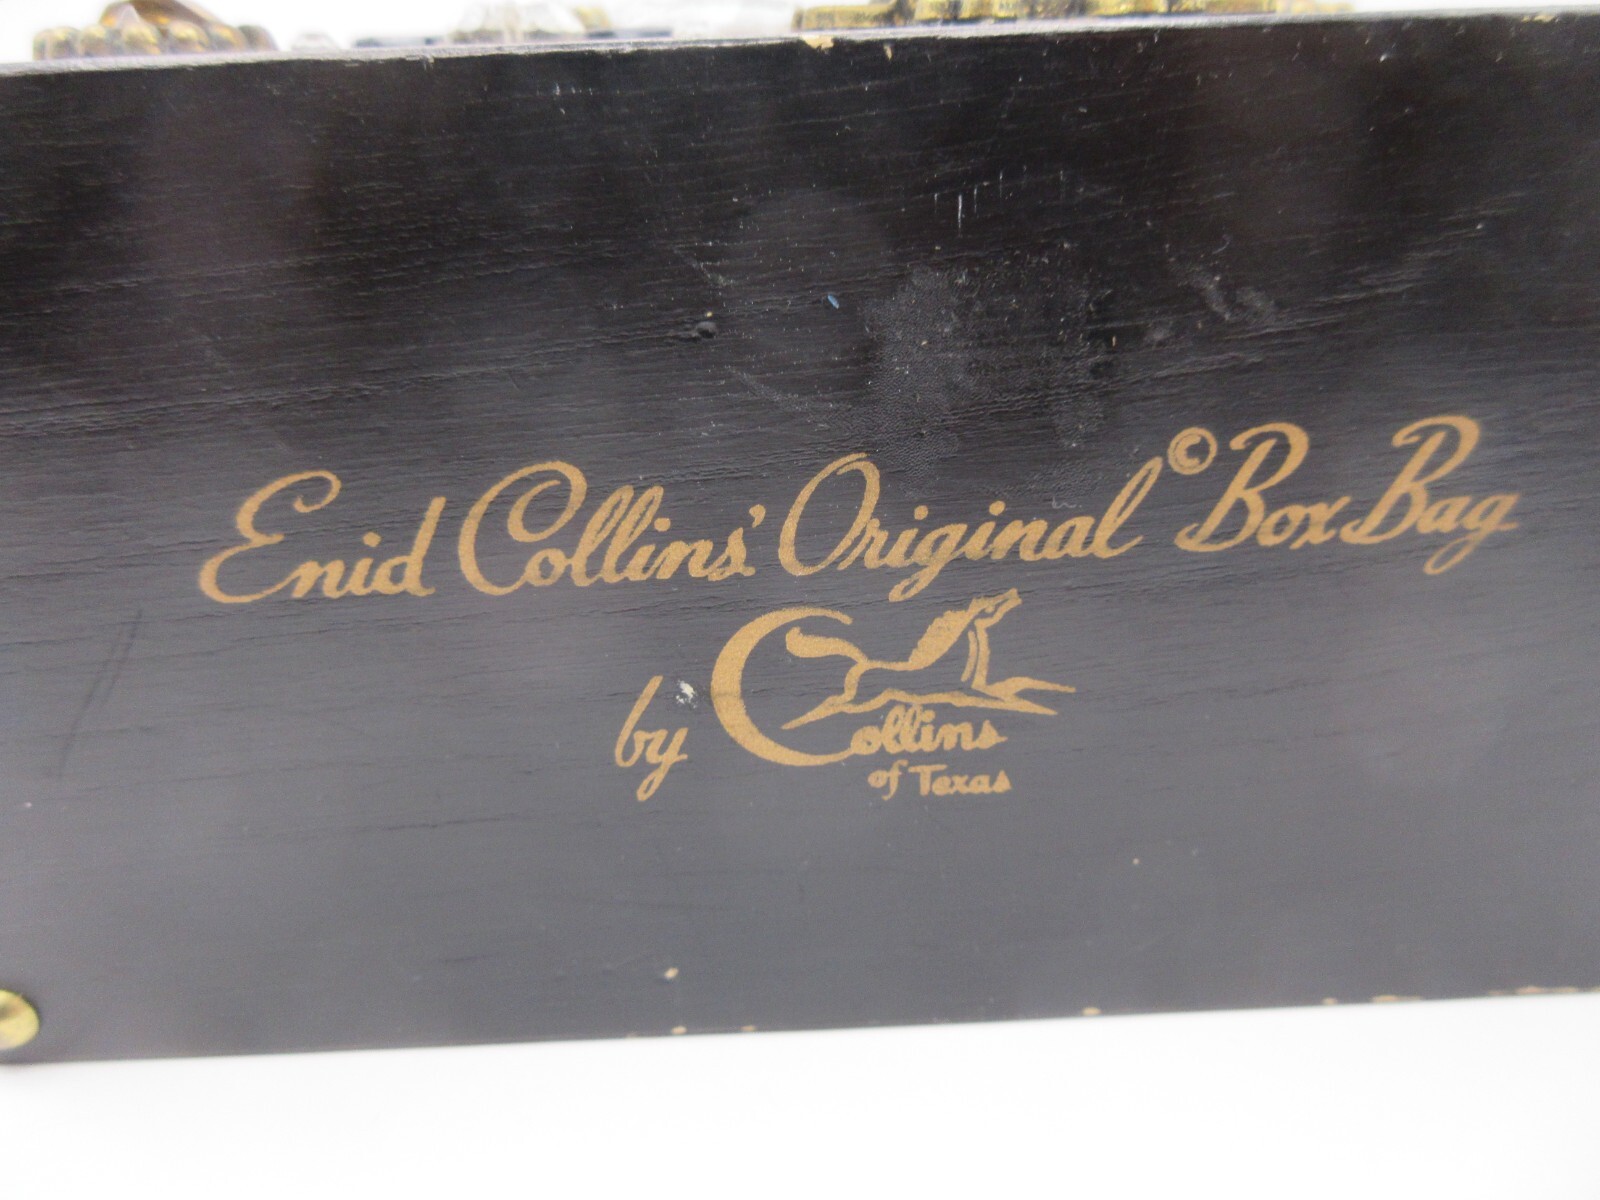 Enid Collins' Original © Box Bag
by Collins
of Texas